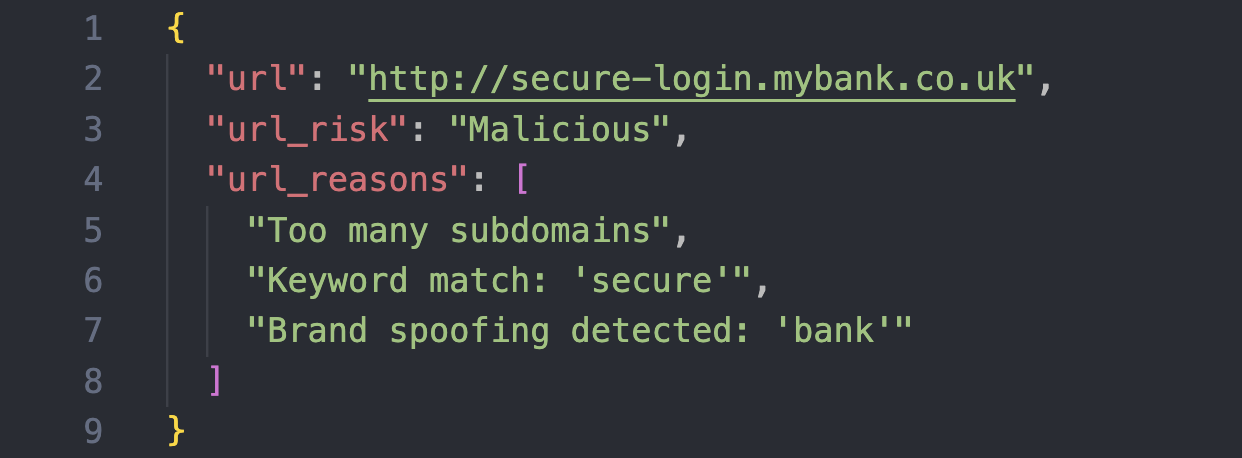 1 {
2 "url": "http://secure-login.mybank.co.uk",
3 "url_risk": "Malicious",
4 "url_reasons": [
5 "Too many subdomains",
6 "Keyword match: 'secure'",
7 "Brand spoofing detected: 'bank'"
8 ]
9 }